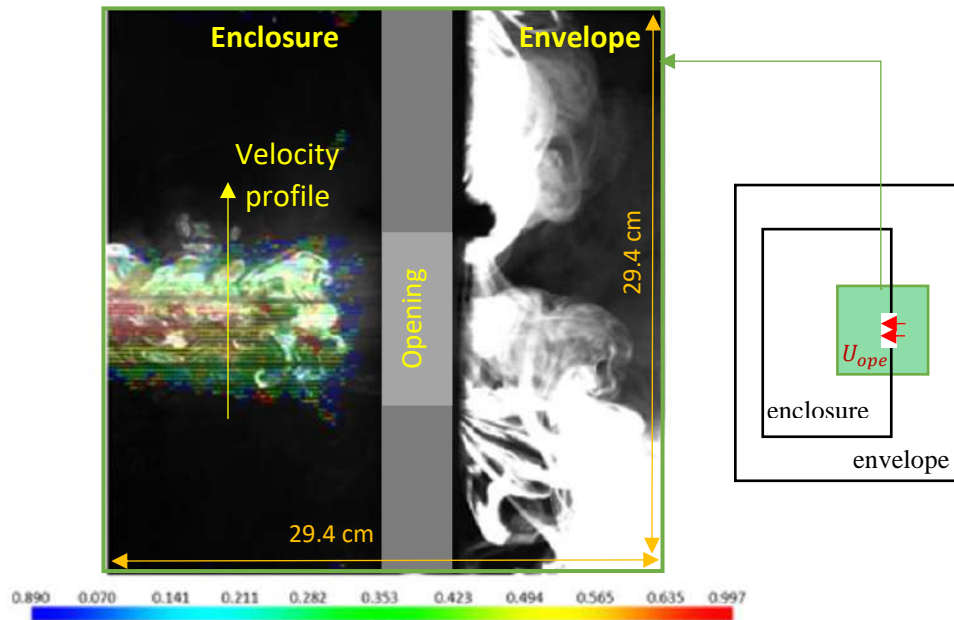 Enclosure
Envelope
Velocity
profile
Opening
29.4 cm
29.4 cm
U_ope
enclosure
envelope
0.890 0.070 0.141 0.211 0.282 0.353 0.423 0.494 0.565 0.635 0.997